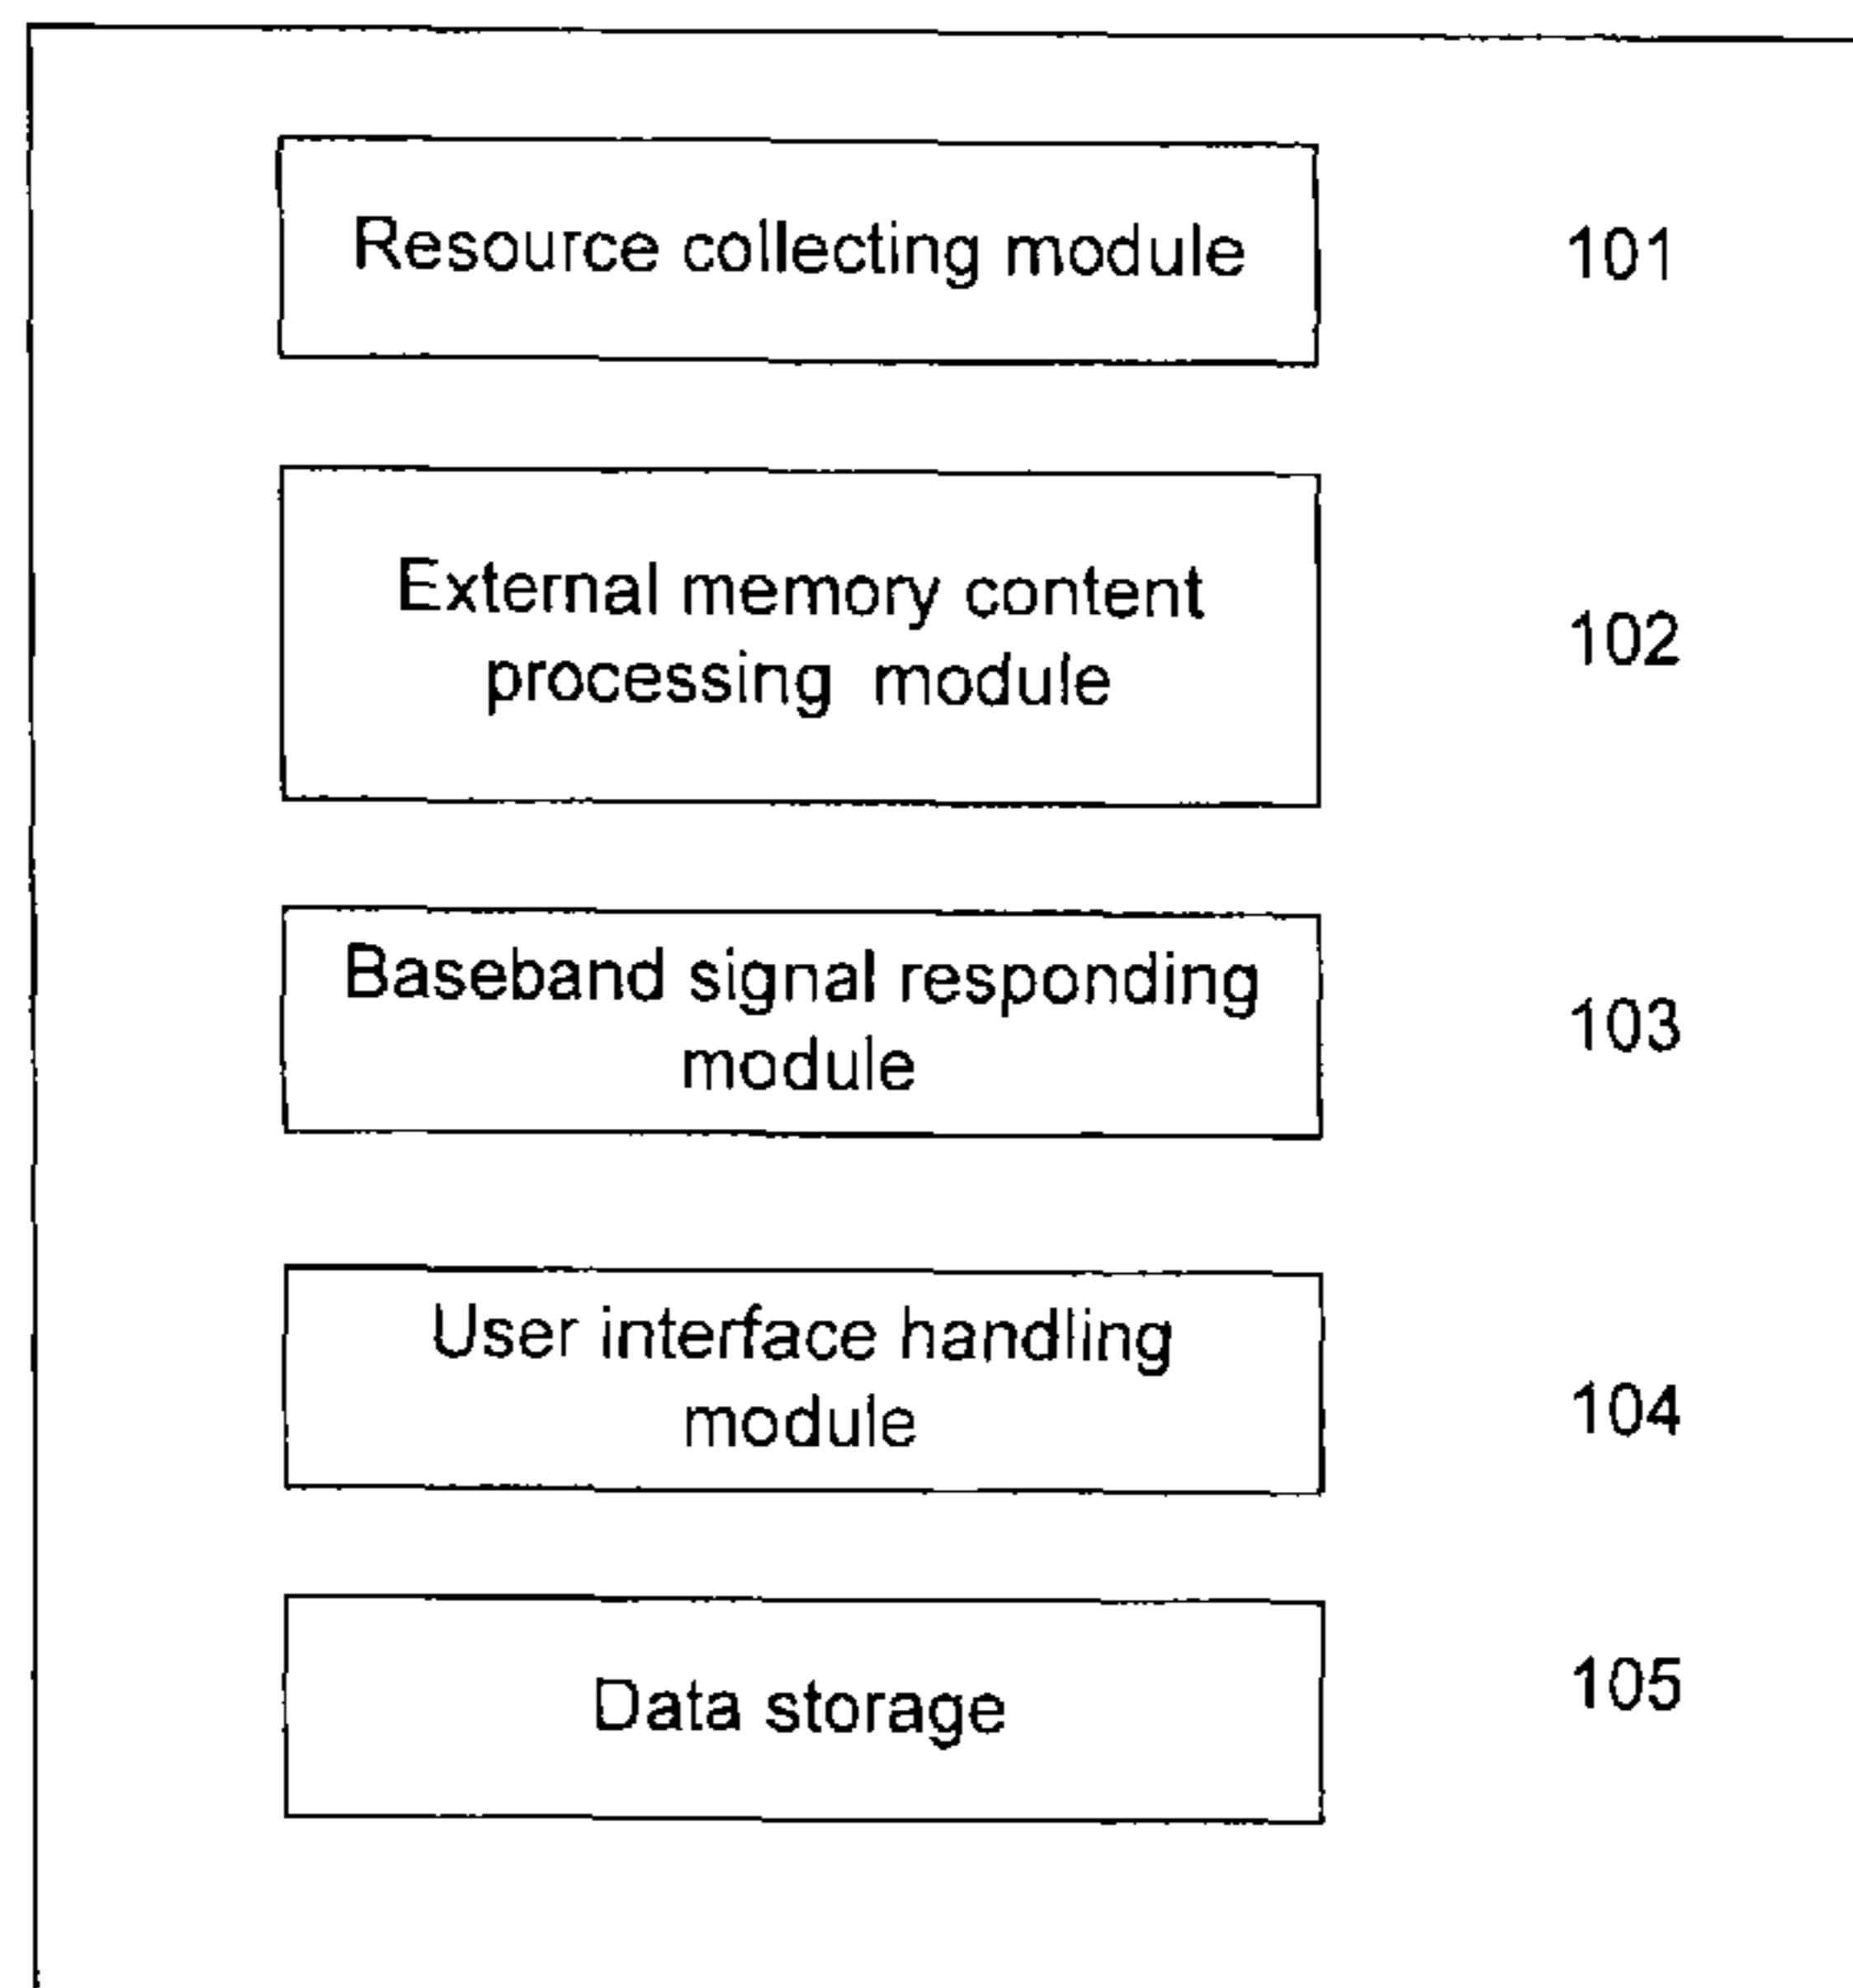 Resource collecting module
101
External memory content
processing module
102
Baseband signal responding
module
103
User interface handling
module
104
Data storage
105